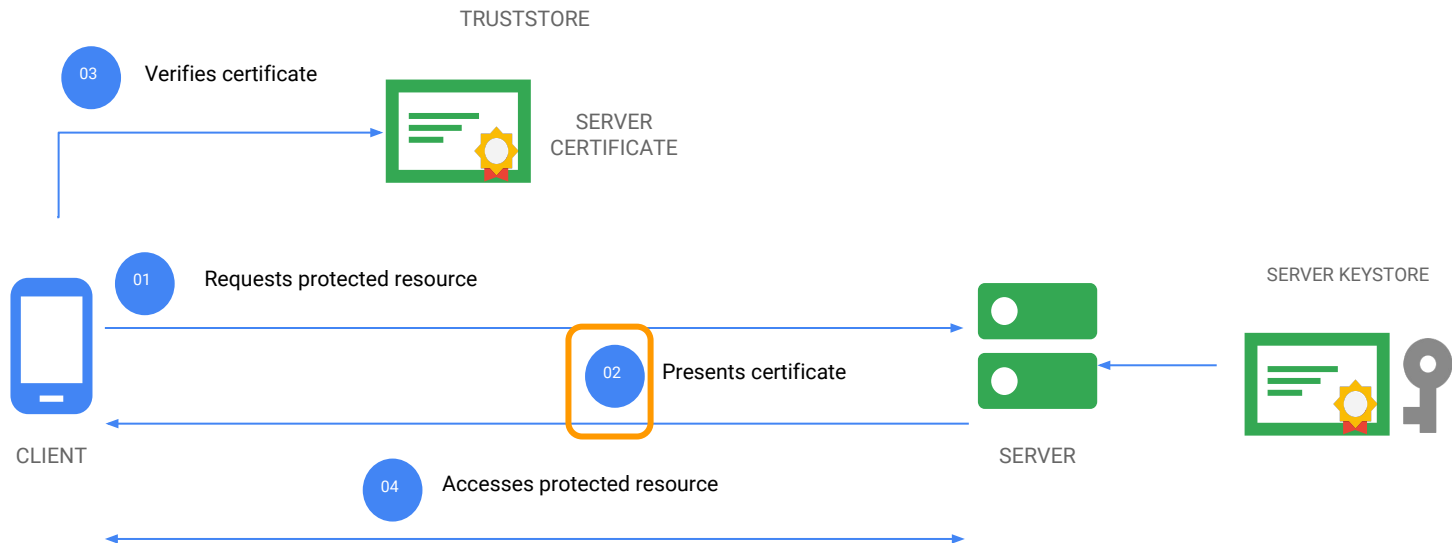 TRUSTSTORE
03
Verifies certificate
SERVER
CERTIFICATE
01
Requests protected resource
SERVER KEYSTORE
02
Presents certificate
CLIENT
SERVER
04
Accesses protected resource